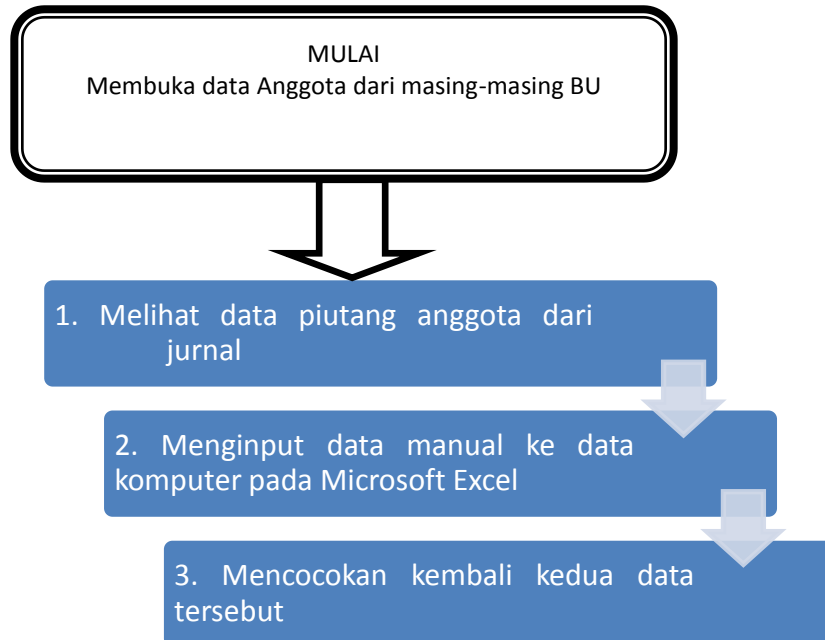 MULAI
Membuka data Anggota dari masing-masing BU
1. Melihat data piutang anggota dari
jurnal
2. Menginput data manual ke data
komputer pada Microsoft Excel
3. Mencocokan kembali kedua data
tersebut